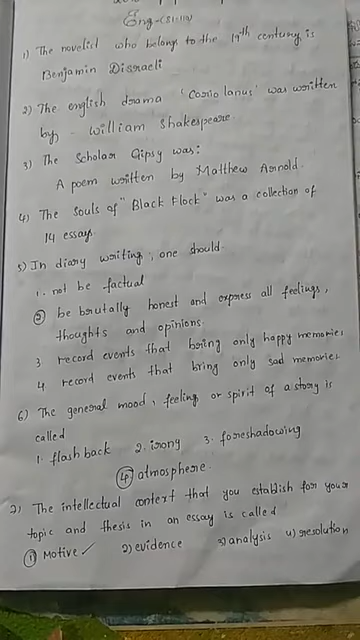 Eng-(S1-110)
1) The novelist who belongs to the 19th century is
Benjamin Disraeli
2) The english drama 'Corio lanus' was written
by - William Shakespeare.
3) The Scholar Gipsy was:
A poem written by Matthew Arnold.
4) The Souls of "Black Flock" was a collection of
14 essays.
5) In diary writing, one should.
1. not be factual
② be brutally honest and express all feelings,
thoughts and opinions.
3 record events that bring only happy memories
4 record events that bring only sad memories
6) The general mood, feeling or spirit of a story is
called
1. flash back 2. irony 3. foreshadowing
④ atmosphere.
7) The intellectual context that you establish for your
topic and thesis in an essay is called
① Motive ✓ 2) evidence 3) analysis 4) resolution